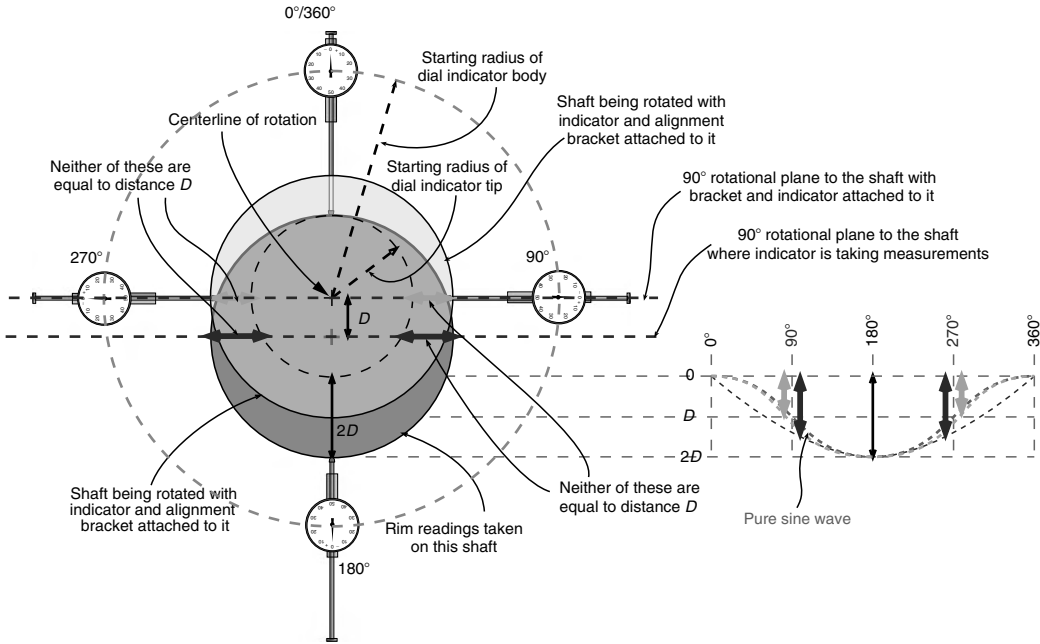 0°/360°
Starting radius of
dial indicator body
Shaft being rotated with
indicator and alignment
bracket attached to it
Centerline of rotation
Neither of these are
equal to distance D
Starting radius of
dial indicator tip
90° rotational plane to the shaft with
bracket and indicator attached to it
90° rotational plane to the shaft
where indicator is taking measurements
270°
90°
D
2D
0° 90° 180° 270° 360°
0
D
2D
Pure sine wave
Shaft being rotated with
indicator and alignment
bracket attached to it
Rim readings taken
on this shaft
Neither of these are
equal to distance D
180°